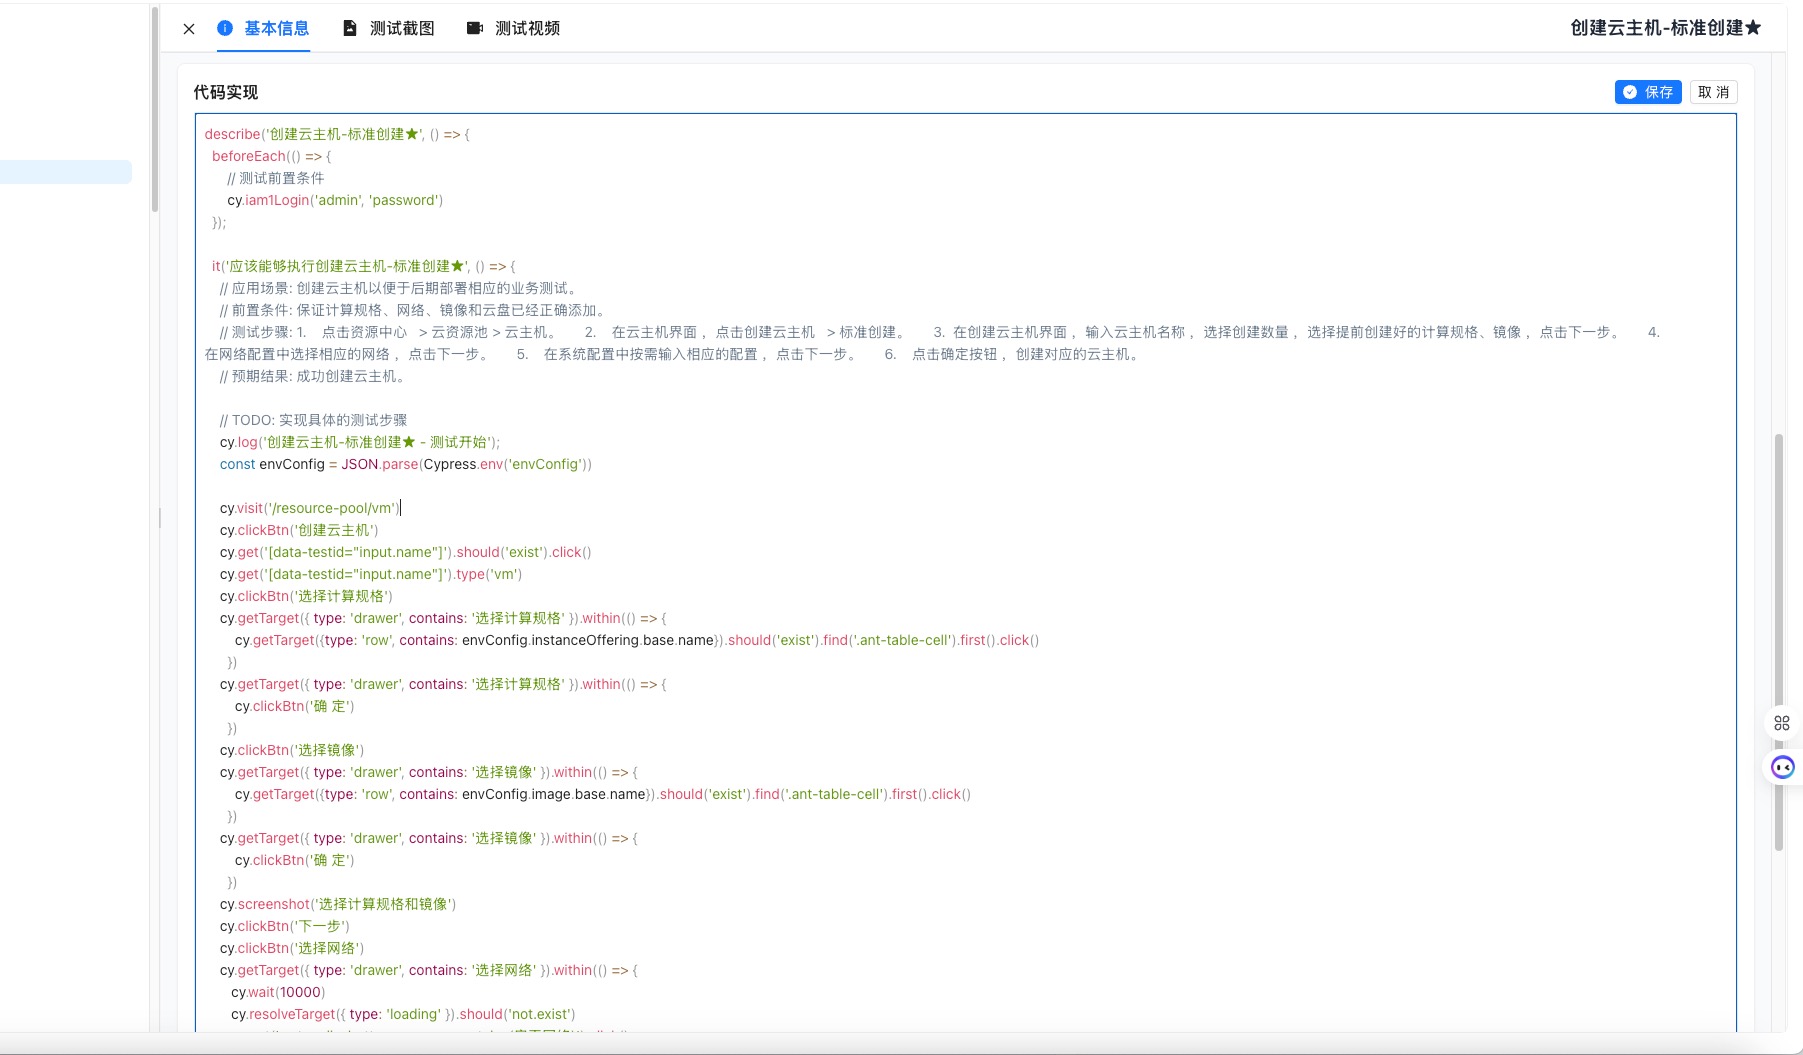 基本信息
测试截图
测试视频
创建云主机-标准创建★
代码实现
保存
取 消
describe('创建云主机-标准创建★', () => {
beforeEach(() => {
// 测试前置条件
cy.iam1Login('admin', 'password')
});
it('应该能够执行创建云主机-标准创建★', () => {
// 应用场景: 创建云主机以便于后期部署相应的业务测试。
// 前置条件: 保证计算规格、网络、镜像和云盘已经正确添加。
// 测试步骤: 1. 点击资源中心 > 云资源池 > 云主机。 2. 在云主机界面，点击创建云主机 > 标准创建。 3. 在创建云主机界面，输入云主机名称，选择创建数量，选择提前创建好的计算规格、镜像，点击下一步。 4.
在网络配置中选择相应的网络，点击下一步。 5. 在系统配置中按需输入相应的配置，点击下一步。 6. 点击确定按钮，创建对应的云主机。
// 预期结果: 成功创建云主机。
// TODO: 实现具体的测试步骤
cy.log('创建云主机-标准创建★ - 测试开始');
const envConfig = JSON.parse(Cypress.env('envConfig'))
cy.visit('/resource-pool/vm')
cy.clickBtn('创建云主机')
cy.get('[data-testid="input.name"]').should('exist').click()
cy.get('[data-testid="input.name"]').type('vm')
cy.clickBtn('选择计算规格')
cy.getTarget({ type: 'drawer', contains: '选择计算规格' }).within(() => {
cy.getTarget({type: 'row', contains: envConfig.instanceOffering.base.name}).should('exist').find('.ant-table-cell').first().click()
})
cy.getTarget({ type: 'drawer', contains: '选择计算规格' }).within(() => {
cy.clickBtn('确 定')
})
cy.clickBtn('选择镜像')
cy.getTarget({ type: 'drawer', contains: '选择镜像' }).within(() => {
cy.getTarget({type: 'row', contains: envConfig.image.base.name}).should('exist').find('.ant-table-cell').first().click()
})
cy.getTarget({ type: 'drawer', contains: '选择镜像' }).within(() => {
cy.clickBtn('确 定')
})
cy.screenshot('选择计算规格和镜像')
cy.clickBtn('下一步')
cy.clickBtn('选择网络')
cy.getTarget({ type: 'drawer', contains: '选择网络' }).within(() => {
cy.wait(10000)
cy.resolveTarget({ type: 'loading' }).should('not.exist')